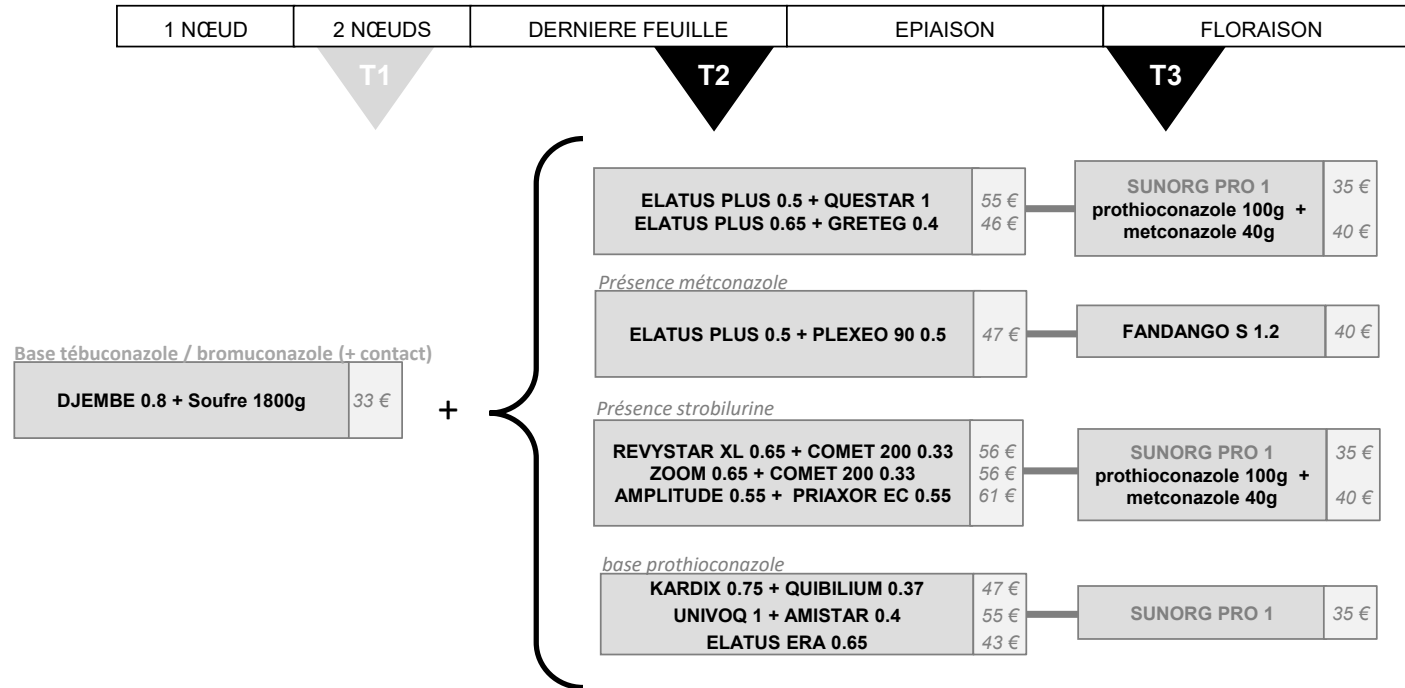 1 NŒUD
2 NŒUDS
DERNIERE FEUILLE
EPIAISON
FLORAISON
T1
T2
T3
ELATUS PLUS 0.5 + QUESTAR 1
55 €
ELATUS PLUS 0.65 + GRETEG 0.4
46 €
SUNORG PRO 1
35 €
prothioconazole 100g +
metconazole 40g
40 €
Présence métconazole
ELATUS PLUS 0.5 + PLEXEO 90 0.5
47 €
FANDANGO S 1.2
40 €
Base tébuconazole / bromuconazole (+ contact)
DJEMBE 0.8 + Soufre 1800g
33 €
+
Présence strobilurine
REVYSTAR XL 0.65 + COMET 200 0.33
56 €
ZOOM 0.65 + COMET 200 0.33
56 €
AMPLITUDE 0.55 + PRIAXOR EC 0.55
61 €
SUNORG PRO 1
35 €
prothioconazole 100g +
metconazole 40g
40 €
base prothioconazole
KARDIX 0.75 + QUIBILIUM 0.37
47 €
UNIVOQ 1 + AMISTAR 0.4
55 €
ELATUS ERA 0.65
43 €
SUNORG PRO 1
35 €